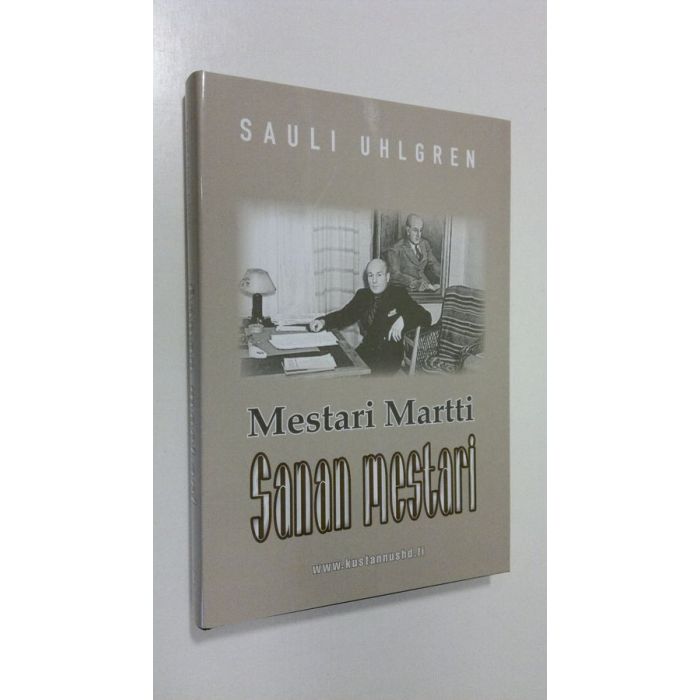 SAULI UHLGREN
Mestari Martti
Sanan mestari
www.kustannushd.fi